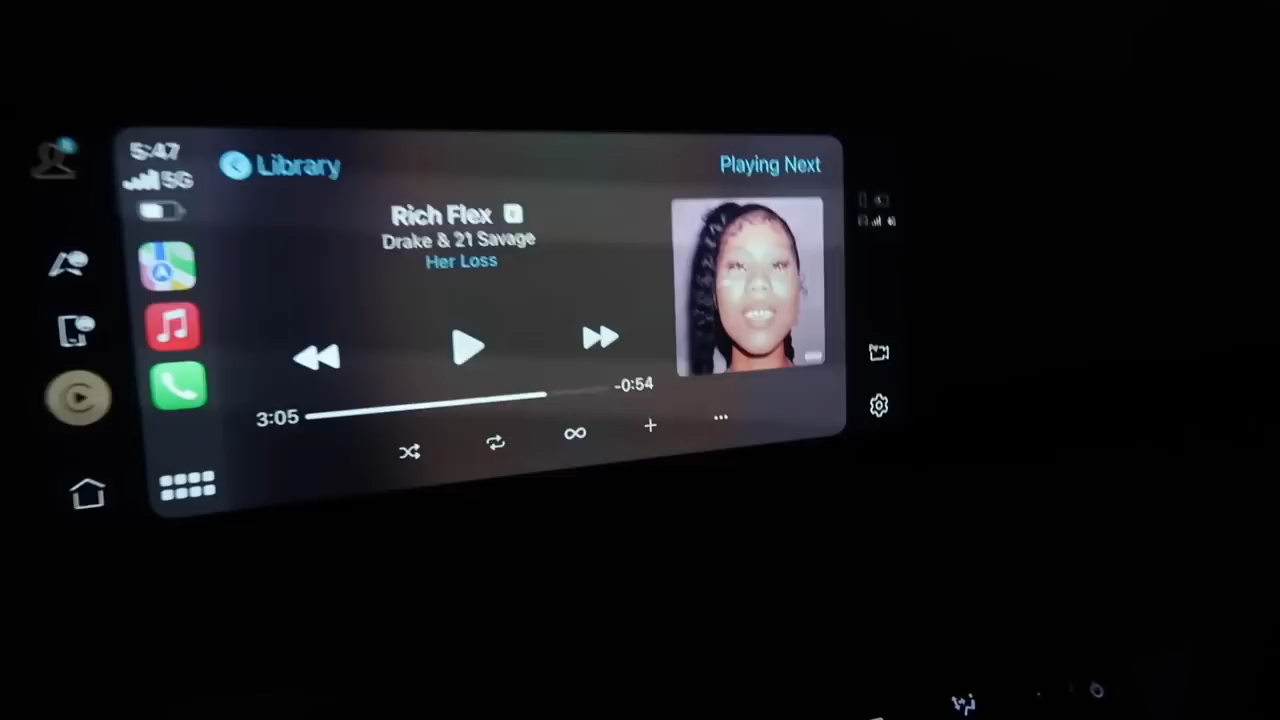 5:47
5G
Library
Playing Next
Rich Flex E
Drake & 21 Savage
Her Loss
3:05
-0:54